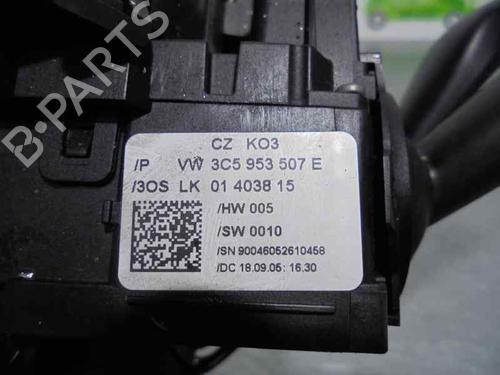 CZ KO3
/P VW 3C5 953 507 E
/3OS LK 01 4038 15
/HW 005
/SW 0010
/SN 90046052610458
/DC 18.09.05: 16.30